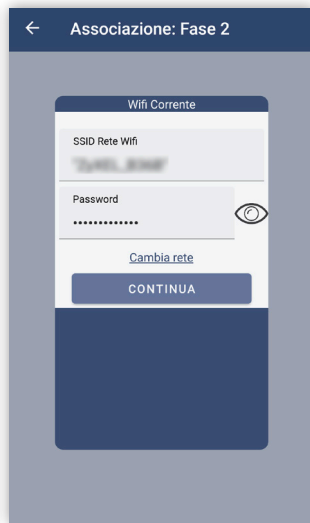 Associazione: Fase 2
Wifi Corrente
SSID Rete Wifi
Password
•••••••••••••
Cambia rete
CONTINUA